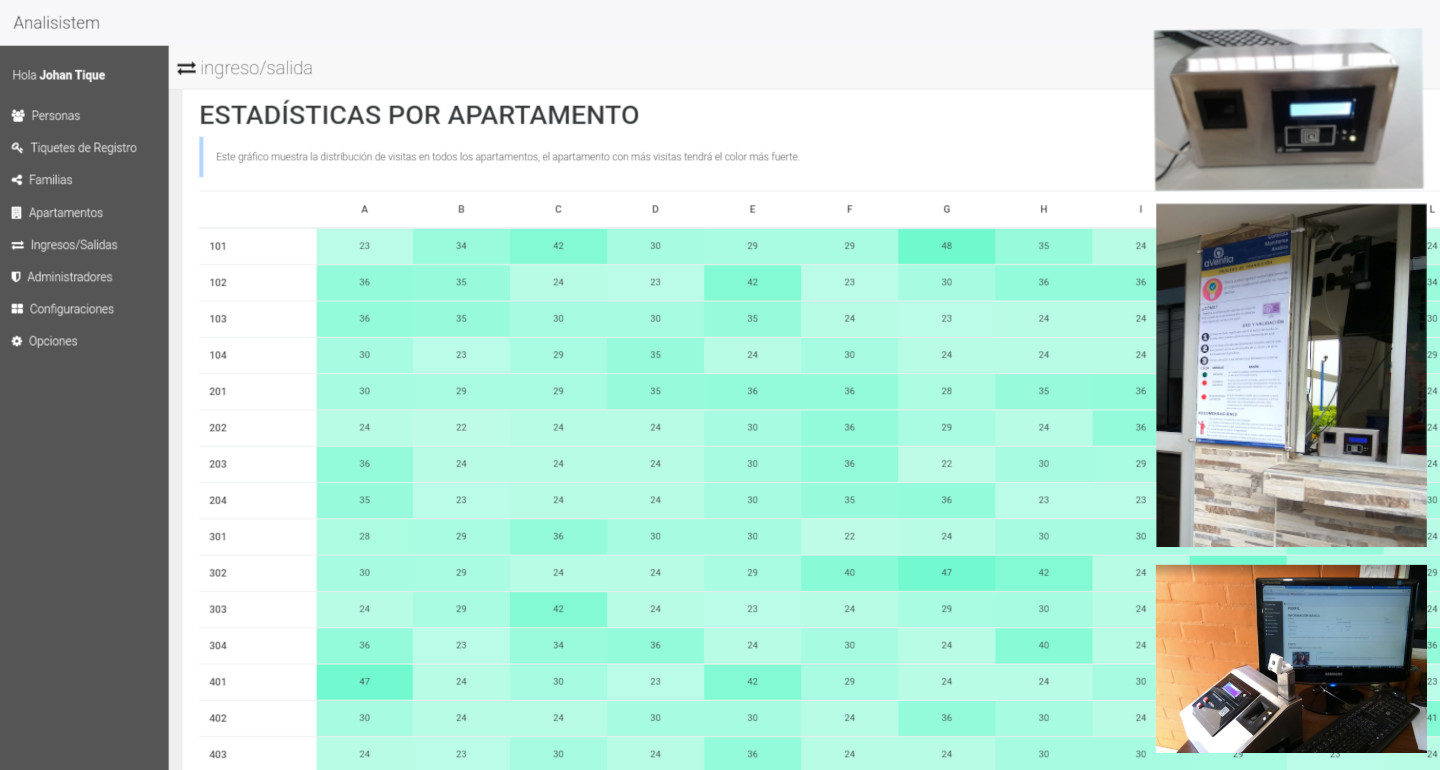 Analisistem
Hola Johan Tique
Personas
Tiquetes de Registro
Familias
Apartamentos
Ingresos/Salidas
Administradores
Configuraciones
Opciones
ingreso/salida
ESTADÍSTICAS POR APARTAMENTO
Este gráfico muestra la distribución de visitas en todos los apartamentos, el apartamento con más visitas tendrá el color más fuerte.
A B C D E F G H I L
101 23 34 42 30 29 29 48 35 24 24
102 36 35 24 23 42 23 30 36 36 34
103 36 35 30 30 35 24 23 24 24 30
104 30 23 29 35 24 30 24 24 24 29
201 30 29 29 35 36 36 28 35 36 24
202 24 22 24 24 30 36 29 24 36 24
203 36 24 24 24 30 36 22 30 29 24
204 35 23 24 24 30 35 36 23 23 30
301 28 29 36 30 30 22 24 30 30 24
302 30 29 24 24 29 40 47 42 24 29
303 24 29 42 24 23 24 29 30 24 24
304 36 23 34 36 24 30 24 40 24 36
401 47 24 30 23 42 29 24 24 30 23
402 30 24 24 30 30 24 36 30 24 41
403 24 23 30 24 36 24 24 30 30 29 23 24
aVentia
RECOMENDACIONES
SAMSUNG